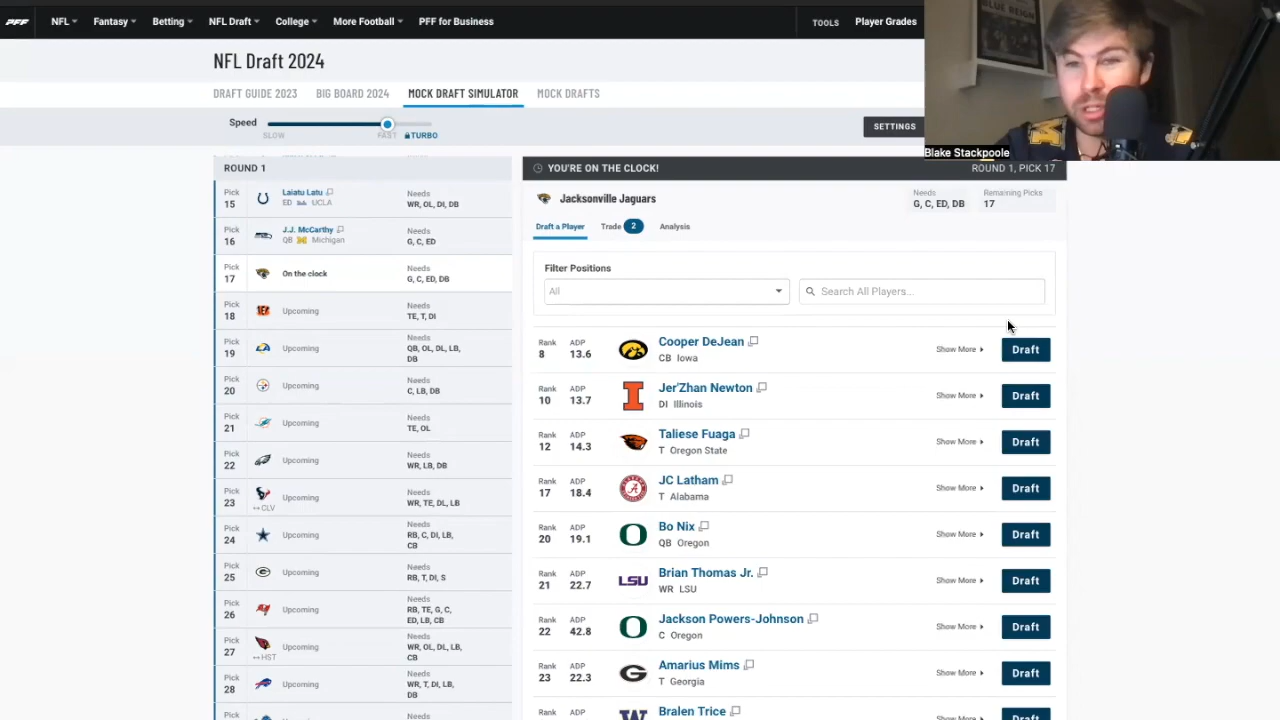 PFF NFL Fantasy Betting NFL Draft College More Football PFF for Business TOOLS Player Grades
BLUE REIGN
NFL Draft 2024
DRAFT GUIDE 2023 BIG BOARD 2024 MOCK DRAFT SIMULATOR MOCK DRAFTS
Speed
SLOW FAST TURBO
SETTINGS
Blake Stackpoole
ROUND 1
Pick 15 Laiatu Latu Needs
ED UCLA WR, OL, DI, DB
Pick 16 J.J. McCarthy Needs
QB Michigan G, C, ED
Pick 17 On the clock Needs
G, C, ED, DB
Pick 18 Upcoming Needs
TE, T, DI
Pick 19 Upcoming Needs
QB, OL, DL, LB,
DB
Pick 20 Upcoming Needs
C, LB, DB
Pick 21 Upcoming Needs
TE, OL
Pick 22 Upcoming Needs
WR, LB, DB
Pick 23 Upcoming Needs
↔CLV WR, TE, DL, LB
Pick 24 Upcoming Needs
RB, C, DI, LB,
CB
Pick 25 Upcoming Needs
RB, T, DI, S
Pick 26 Upcoming Needs
RB, TE, G, C,
ED, LB, CB
Pick 27 Upcoming Needs
↔HST WR, OL, DL, LB,
CB
Pick 28 Upcoming Needs
WR, T, DI, LB,
DB
Pick Needs
YOU'RE ON THE CLOCK! ROUND 1, PICK 17
Jacksonville Jaguars
Needs
G, C, ED, DB
Remaining Picks
17
Draft a Player Trade 2 Analysis
Filter Positions
All Search All Players...
Rank 8 ADP 13.6 Cooper DeJean Show More Draft
CB Iowa
Rank 10 ADP 13.7 Jer'Zhan Newton Show More Draft
DI Illinois
Rank 12 ADP 14.3 Taliese Fuaga Show More Draft
T Oregon State
Rank 17 ADP 18.4 JC Latham Show More Draft
T Alabama
Rank 20 ADP 19.1 Bo Nix Show More Draft
QB Oregon
Rank 21 ADP 22.7 LSU Brian Thomas Jr. Show More Draft
WR LSU
Rank 22 ADP 42.8 Jackson Powers-Johnson Show More Draft
C Oregon
Rank 23 ADP 22.3 Amarius Mims Show More Draft
T Georgia
Rank ADP Bralen Trice Show More Draft